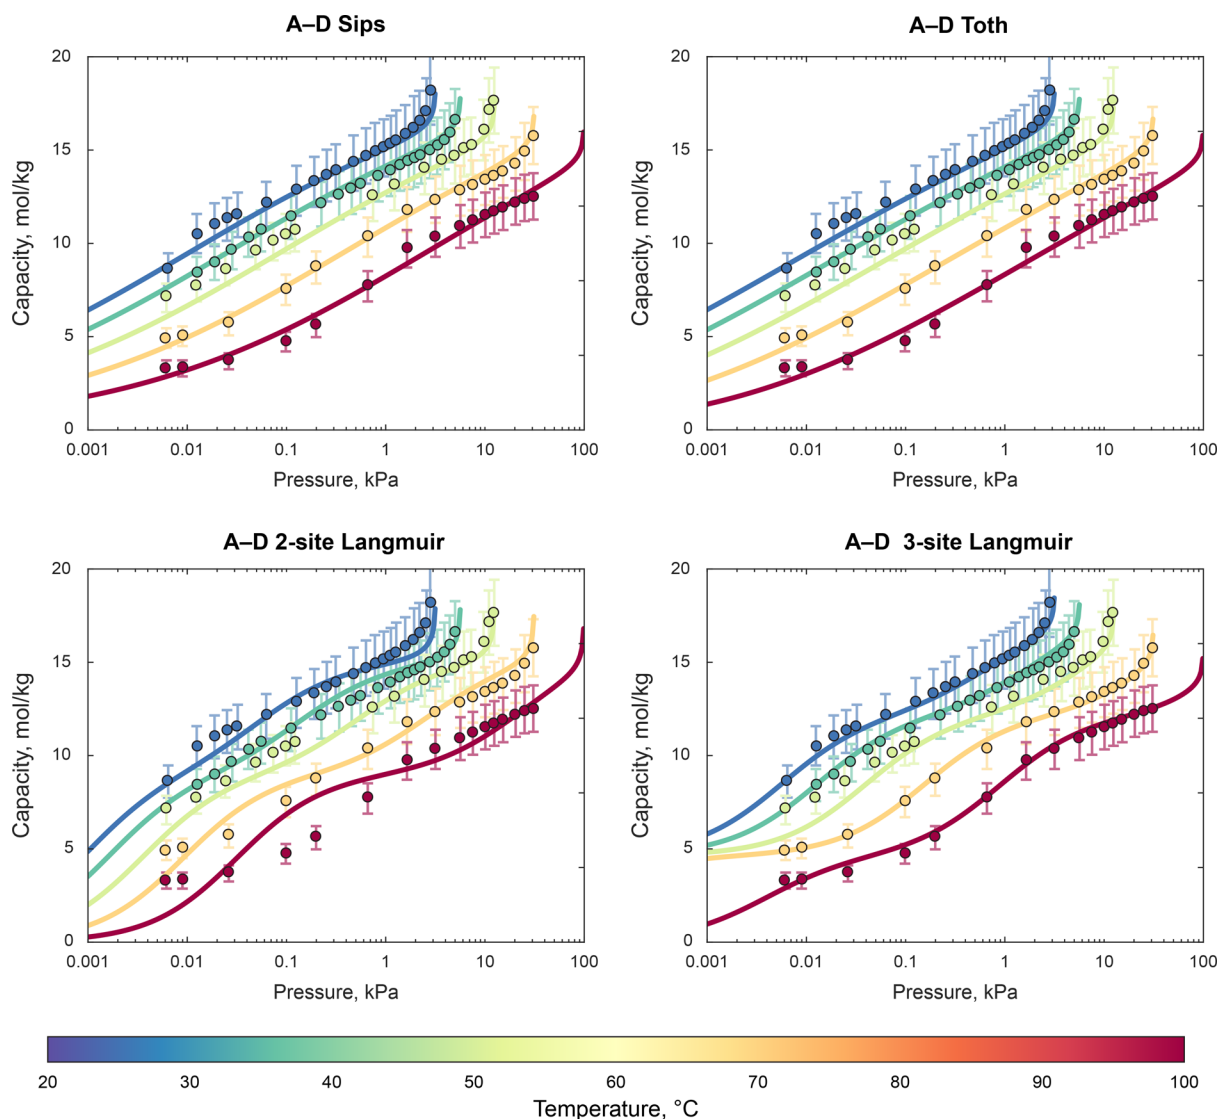 A–D Sips
A–D Toth
20
15
10
5
0
Capacity, mol/kg
0.001 0.01 0.1 1 10 100
Pressure, kPa
20
15
10
5
0
Capacity, mol/kg
0.001 0.01 0.1 1 10 100
Pressure, kPa
A–D 2-site Langmuir
A–D 3-site Langmuir
20
15
10
5
0
Capacity, mol/kg
0.001 0.01 0.1 1 10 100
Pressure, kPa
20
15
10
5
0
Capacity, mol/kg
0.001 0.01 0.1 1 10 100
Pressure, kPa
20 30 40 50 60 70 80 90 100
Temperature, °C